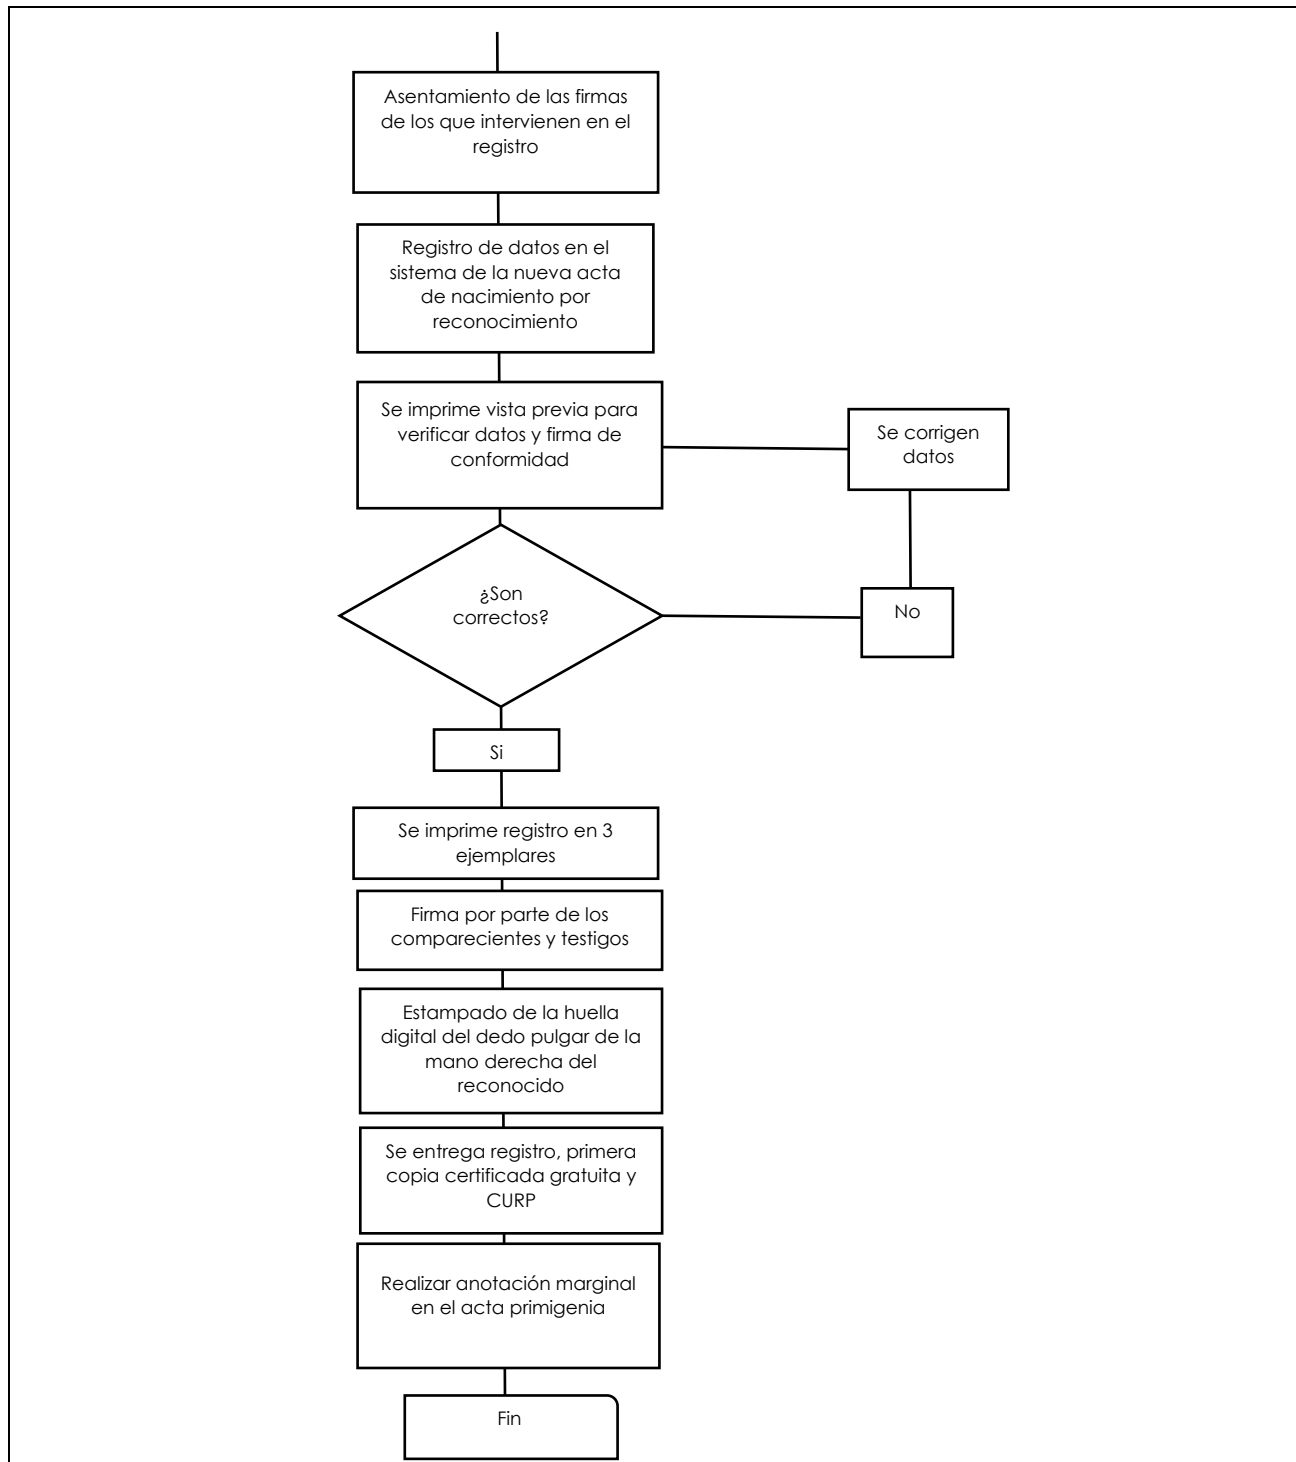 Asentamiento de las firmas
de los que intervienen en el
registro
Registro de datos en el
sistema de la nueva acta
de nacimiento por
reconocimiento
Se imprime vista previa para
verificar datos y firma de
conformidad
Se corrigen
datos
¿Son
correctos?
No
Si
Se imprime registro en 3
ejemplares
Firma por parte de los
comparecientes y testigos
Estampado de la huella
digital del dedo pulgar de la
mano derecha del
reconocido
Se entrega registro, primera
copia certificada gratuita y
CURP
Realizar anotación marginal
en el acta primigenia
Fin